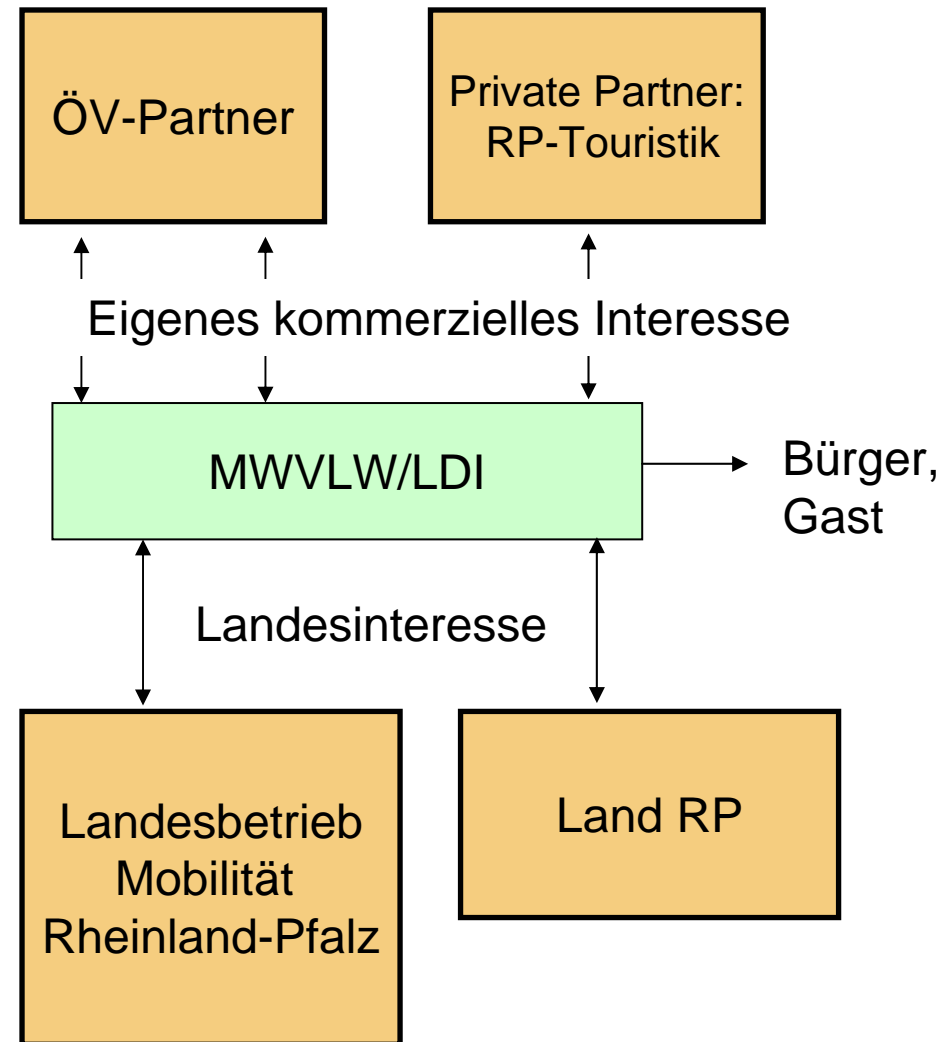 ÖV-Partner
Private Partner:
RP-Touristik
Eigenes kommerzielles Interesse
MWVLW/LDI
Bürger,
Gast
Landesinteresse
Landesbetrieb
Mobilität
Rheinland-Pfalz
Land RP